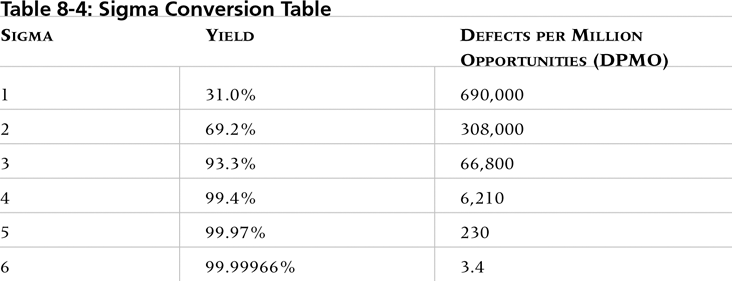 Table 8-4: Sigma Conversion Table
SIGMA YIELD DEFECTS PER MILLION
OPPORTUNITIES (DPMO)
1 31.0% 690,000
2 69.2% 308,000
3 93.3% 66,800
4 99.4% 6,210
5 99.97% 230
6 99.99966% 3.4